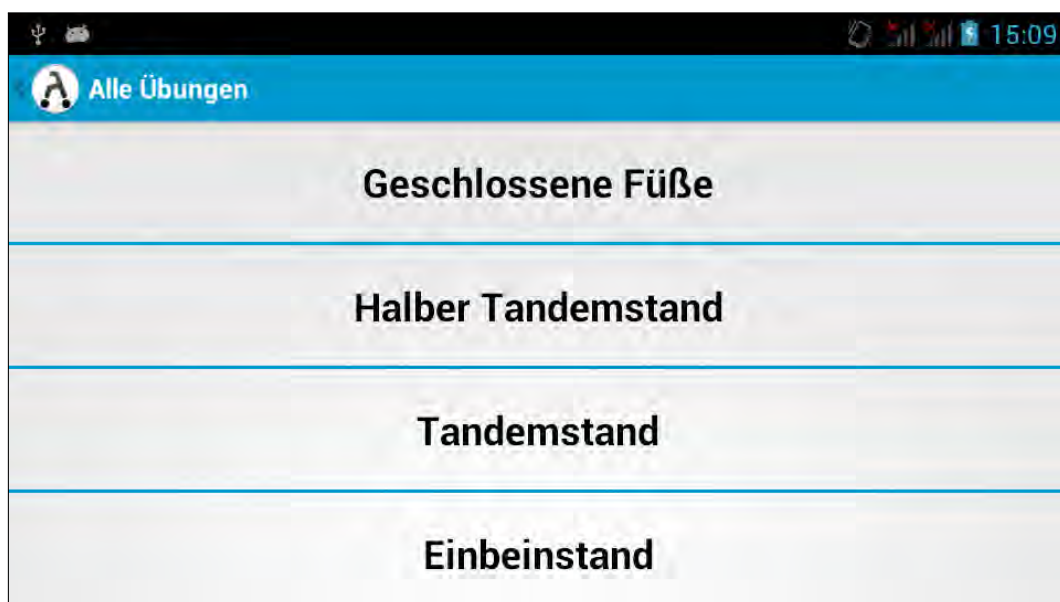 15:09
Alle Übungen
Geschlossene Füße
Halber Tandemstand
Tandemstand
Einbeinstand